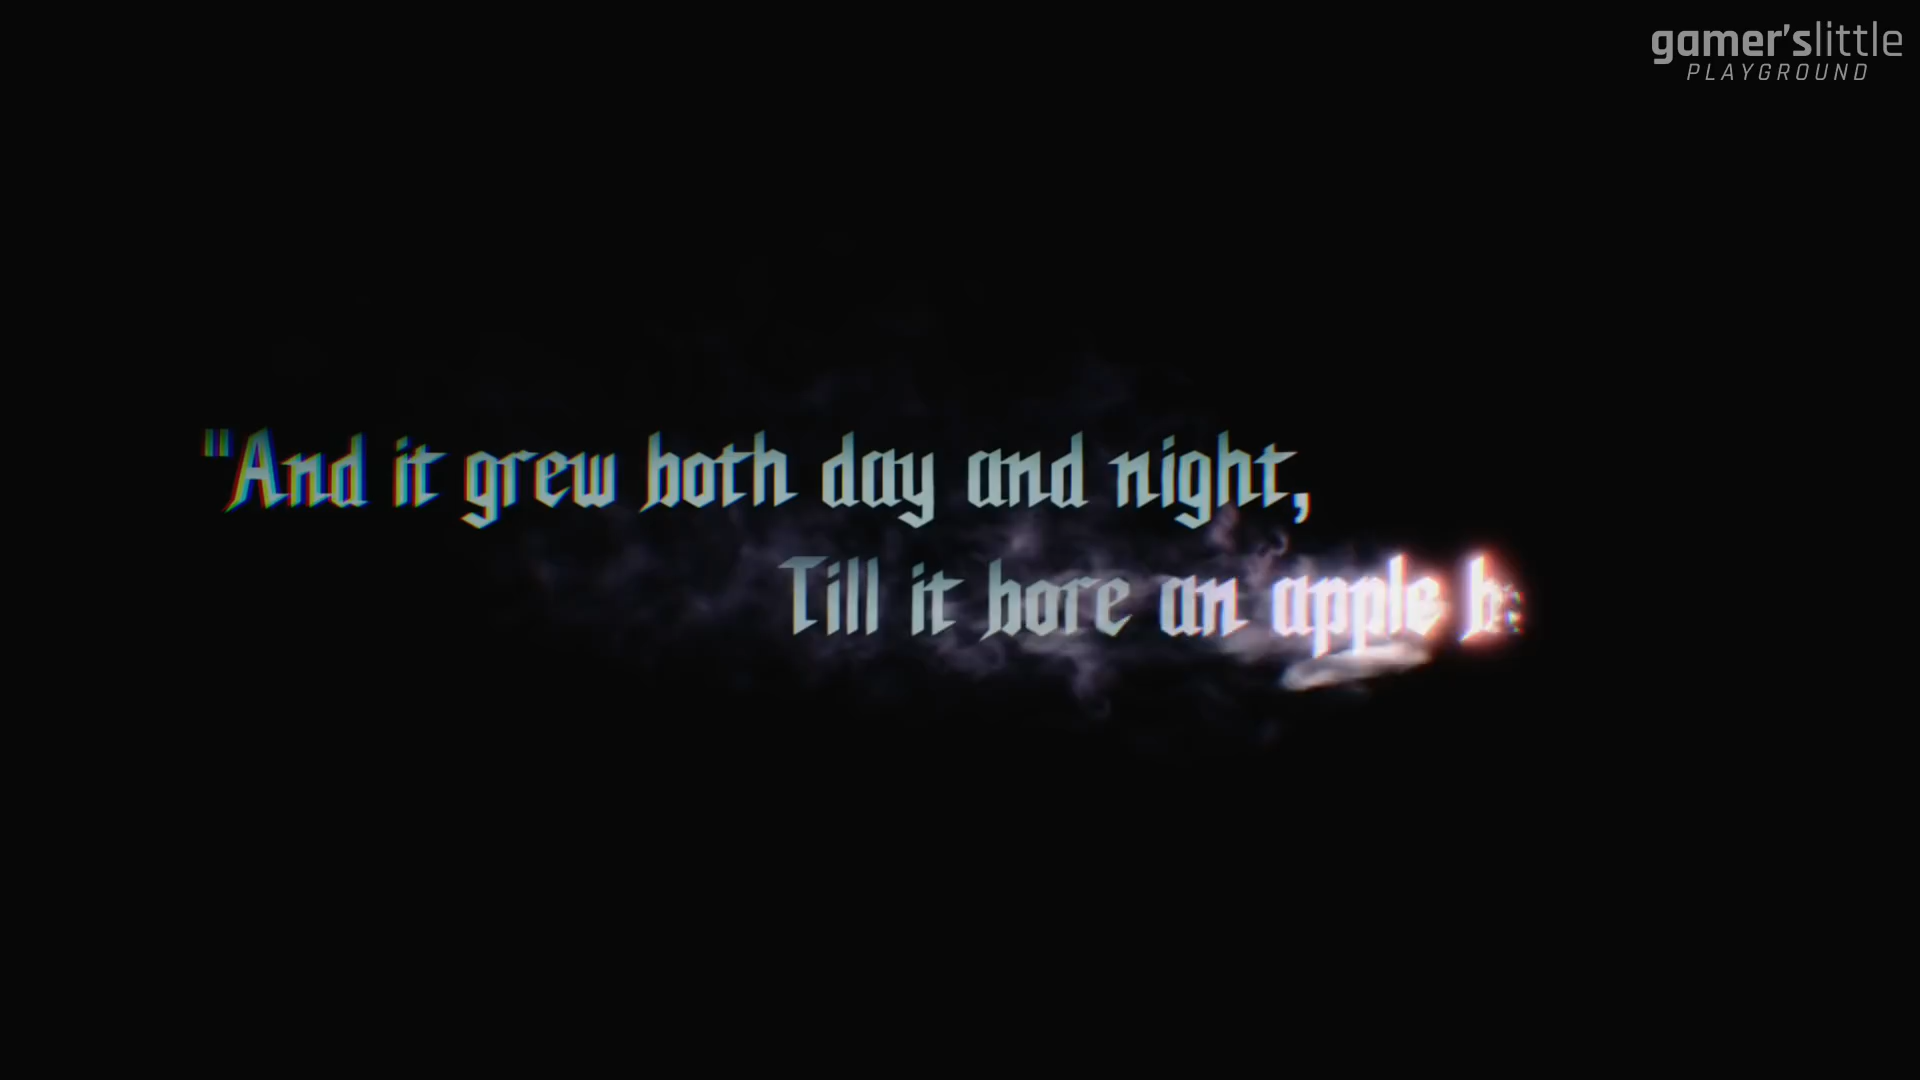 gamer'slittle
PLAYGROUND
"And it grew both day and night,
Till it bore an apple